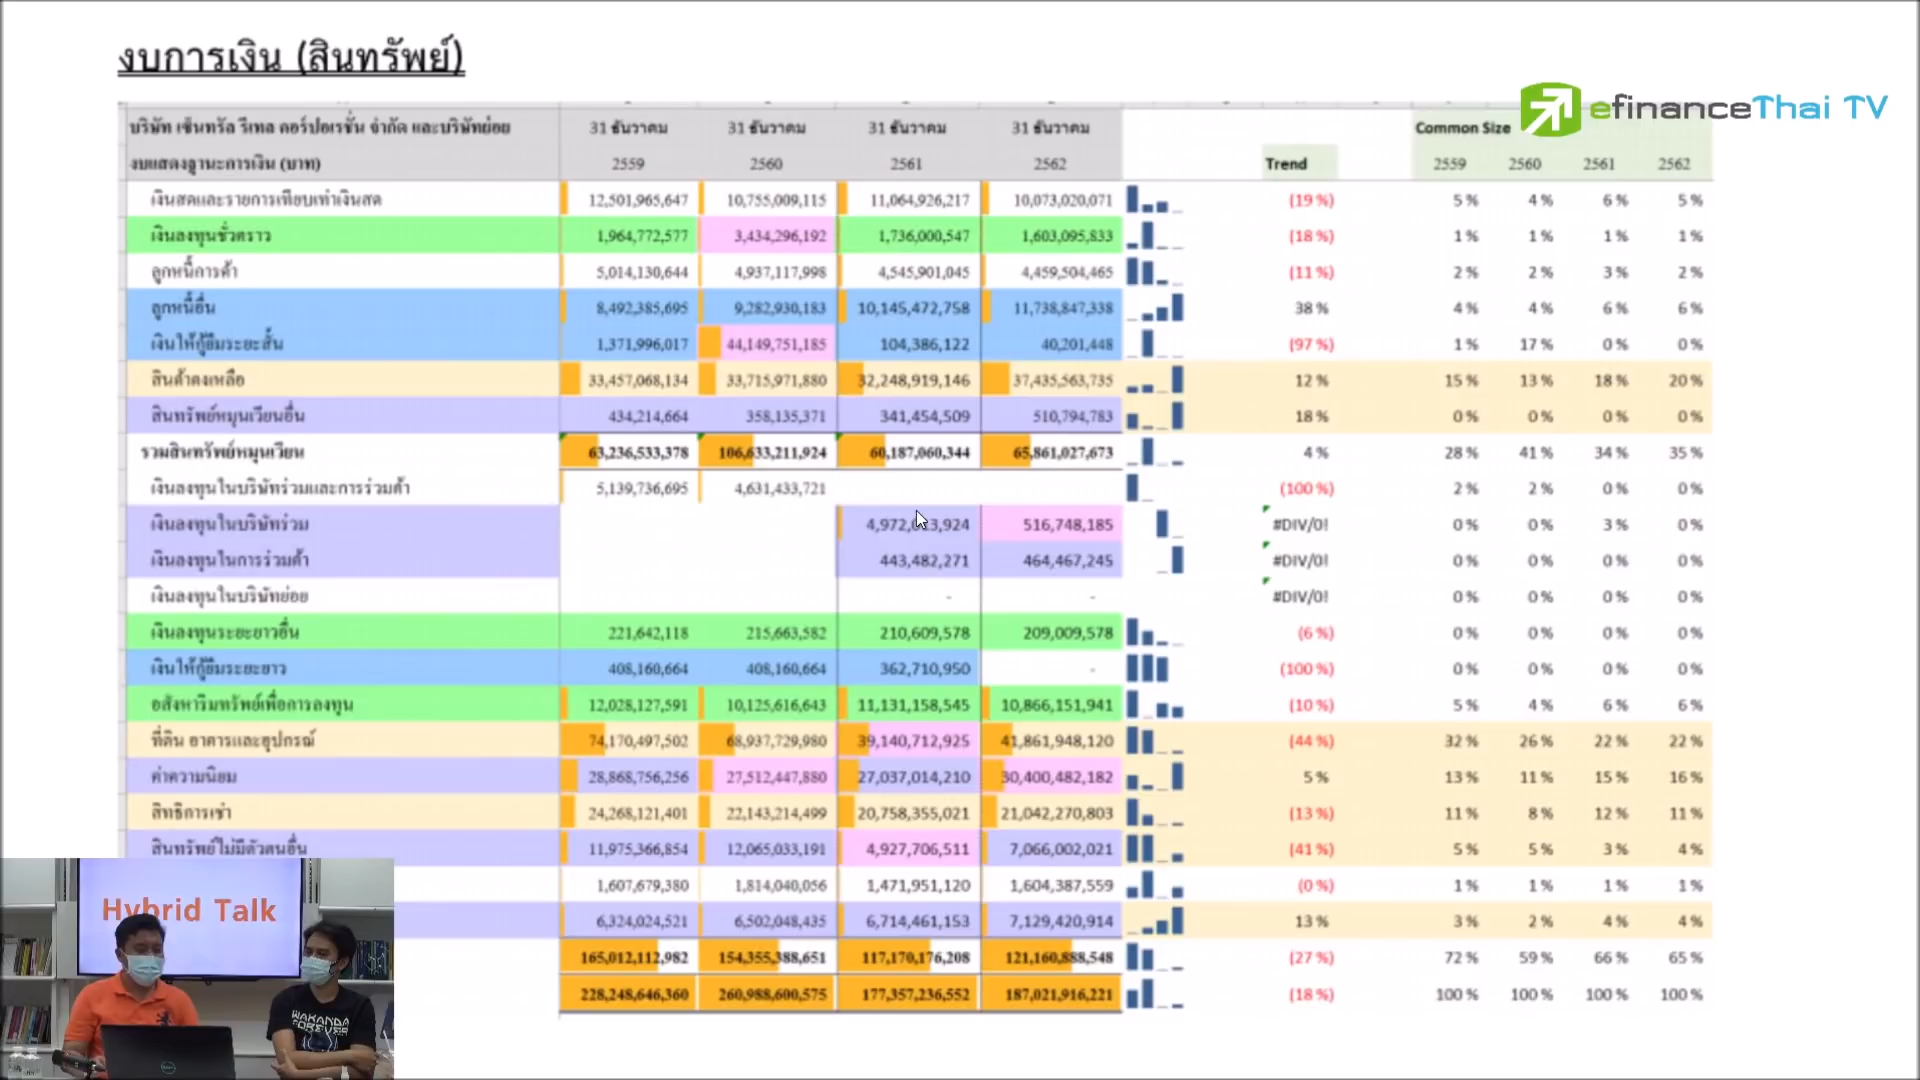 งบการเงิน (สินทรัพย์)
efinanceThai TV
บริษัท เซ็นทรัล รีเทล คอร์ปอเรชั่น จำกัด และบริษัทย่อย 31 ธันวาคม 31 ธันวาคม 31 ธันวาคม 31 ธันวาคม Common Size
งบแสดงฐานะการเงิน (บาท) 2559 2560 2561 2562 Trend 2559 2560 2561 2562
เงินสดและรายการเทียบเท่าเงินสด 12,501,965,647 10,755,009,115 11,064,926,217 10,073,020,071 (19 %) 5 % 4 % 6 % 5 %
เงินลงทุนชั่วคราว 1,964,772,577 3,434,296,192 1,736,000,547 1,603,095,833 (18 %) 1 % 1 % 1 % 1 %
ลูกหนี้การค้า 5,014,130,644 4,937,117,998 4,545,901,045 4,459,504,465 (11 %) 2 % 2 % 3 % 2 %
ลูกหนี้อื่น 8,492,385,695 9,282,930,183 10,145,472,758 11,738,847,338 38 % 4 % 4 % 6 % 6 %
เงินให้กู้ยืมระยะสั้น 1,371,996,017 44,149,751,185 104,386,122 40,201,448 (97 %) 1 % 17 % 0 % 0 %
สินค้าคงเหลือ 33,457,068,134 33,715,971,880 32,248,919,146 37,435,563,735 12 % 15 % 13 % 18 % 20 %
สินทรัพย์หมุนเวียนอื่น 434,214,664 358,135,371 341,454,509 510,794,783 18 % 0 % 0 % 0 % 0 %
รวมสินทรัพย์หมุนเวียน 63,236,533,378 106,633,211,924 60,187,060,344 65,861,027,673 4 % 28 % 41 % 34 % 35 %
เงินลงทุนในบริษัทร่วมและการร่วมค้า 5,139,736,695 4,631,433,721 (100 %) 2 % 2 % 0 % 0 %
เงินลงทุนในบริษัทร่วม 516,748,185 #DIV/0! 0 % 0 % 3 % 0 %
เงินลงทุนในการร่วมค้า 443,482,271 464,467,245 #DIV/0! 0 % 0 % 0 % 0 %
เงินลงทุนในบริษัทย่อย - - #DIV/0! 0 % 0 % 0 % 0 %
เงินลงทุนระยะยาวอื่น 221,642,118 215,663,582 210,609,578 209,009,578 (6 %) 0 % 0 % 0 % 0 %
เงินให้กู้ยืมระยะยาว 408,160,664 408,160,664 362,710,950 - (100 %) 0 % 0 % 0 % 0 %
อสังหาริมทรัพย์เพื่อการลงทุน 12,028,127,591 10,125,616,643 11,131,158,545 10,866,151,941 (10 %) 5 % 4 % 6 % 6 %
ที่ดิน อาคารและอุปกรณ์ 74,170,497,502 68,937,729,980 39,140,712,925 41,861,948,120 (44 %) 32 % 26 % 22 % 22 %
ค่าความนิยม 28,868,756,256 27,512,447,880 27,037,014,210 30,400,482,182 5 % 13 % 11 % 15 % 16 %
สิทธิการเช่า 24,268,121,401 22,143,214,499 20,758,355,021 21,042,270,803 (13 %) 11 % 8 % 12 % 11 %
สินทรัพย์ไม่มีตัวตนอื่น 11,975,366,854 12,065,033,191 4,927,706,511 7,066,002,021 (41 %) 5 % 5 % 3 % 4 %
1,607,679,380 1,814,040,056 1,471,951,120 1,604,387,559 (0 %) 1 % 1 % 1 % 1 %
6,324,024,521 6,502,048,435 6,714,461,153 7,129,420,914 13 % 3 % 2 % 4 % 4 %
165,012,112,982 154,355,388,651 117,170,176,208 121,160,888,548 (27 %) 72 % 59 % 66 % 65 %
228,248,646,360 260,988,600,575 177,357,236,552 187,021,916,221 (18 %) 100 % 100 % 100 % 100 %
Hybrid Talk
WAKANDA
FOREVER